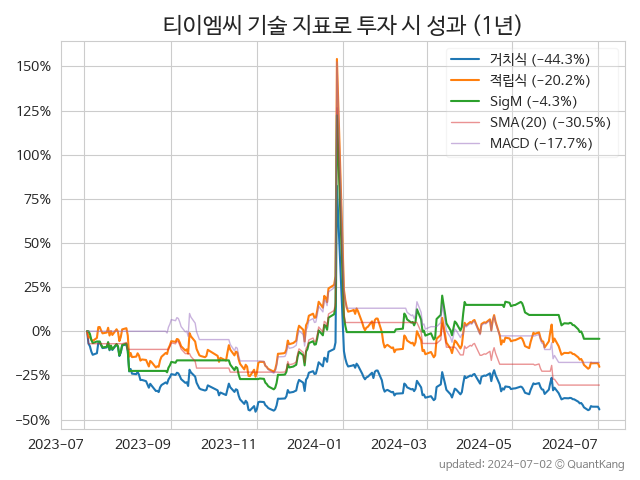 티이엠씨 기술 지표로 투자 시 성과 (1년)
거치식 (−44.3%)
적립식 (−20.2%)
SigM (−4.3%)
SMA(20) (−30.5%)
MACD (−17.7%)
150%
125%
100%
75%
50%
25%
0%
−25%
−50%
2023−07
2023−09
2023−11
2024−01
2024−03
2024−05
2024−07
updated: 2024-07-02 © QuantKang